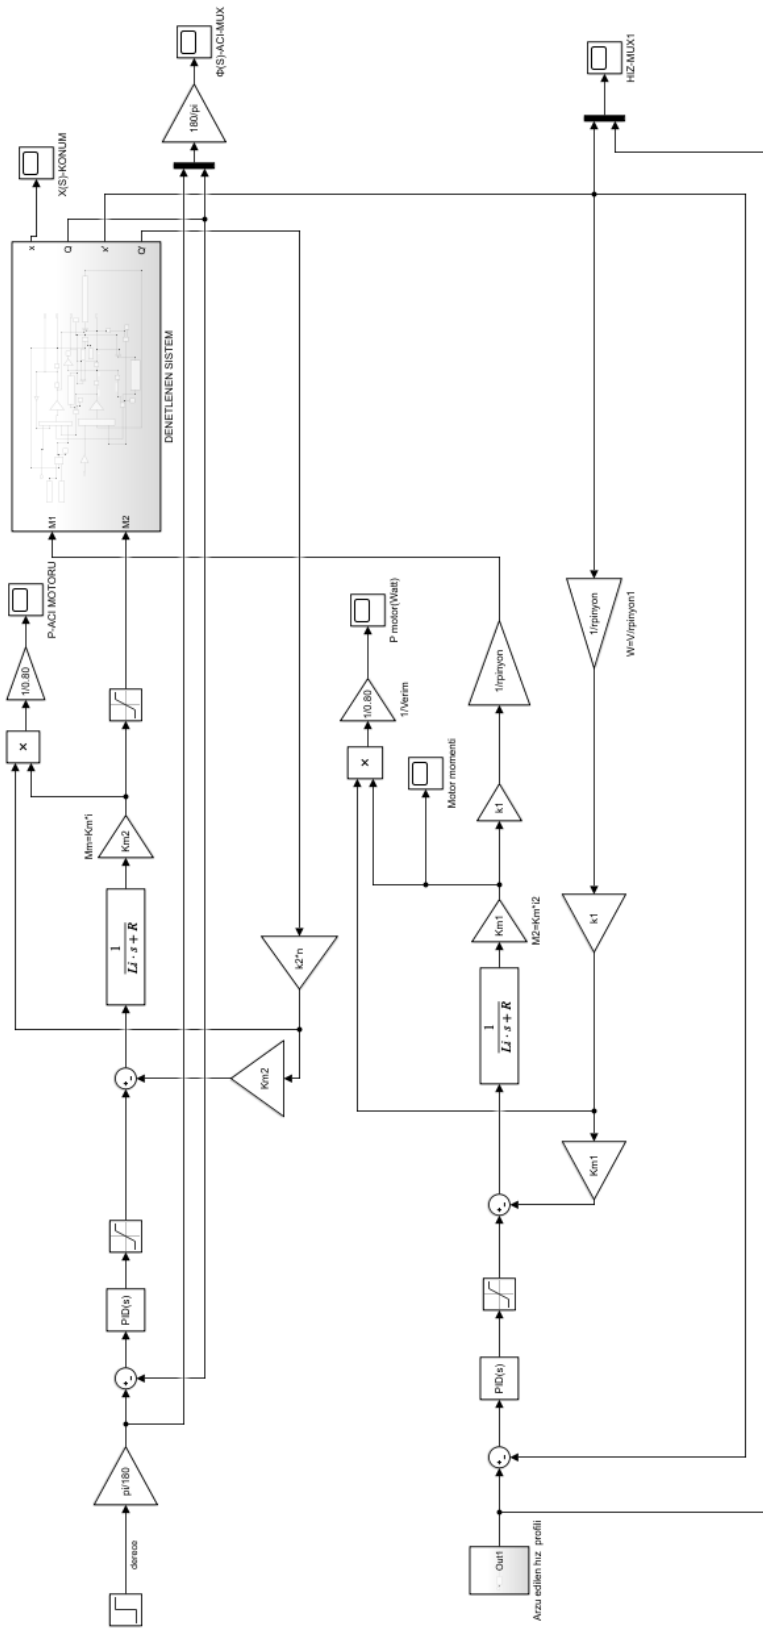 derece
pi/180
PID(s)
1
Li · s + R
Km2
Mm=Km*i
×
1/0.80
P-ACI MOTORU
Km2
k2*n
M1
M2
x
Q
x'
Q'
DENETLENEN SISTEM
X(S)-KONUM
180/pi
Φ(S)-ACI-MUX
Out1
Arzu edilen hız profili
PID(s)
1
Li · s + R
Km1
M2=Km*i2
Motor momenti
×
1/0.80
1/Verim
P motor(Watt)
k1
1/rpinyon
Km1
k1
1/rpinyon
W=V/rpinyon1
HIZ-MUX1